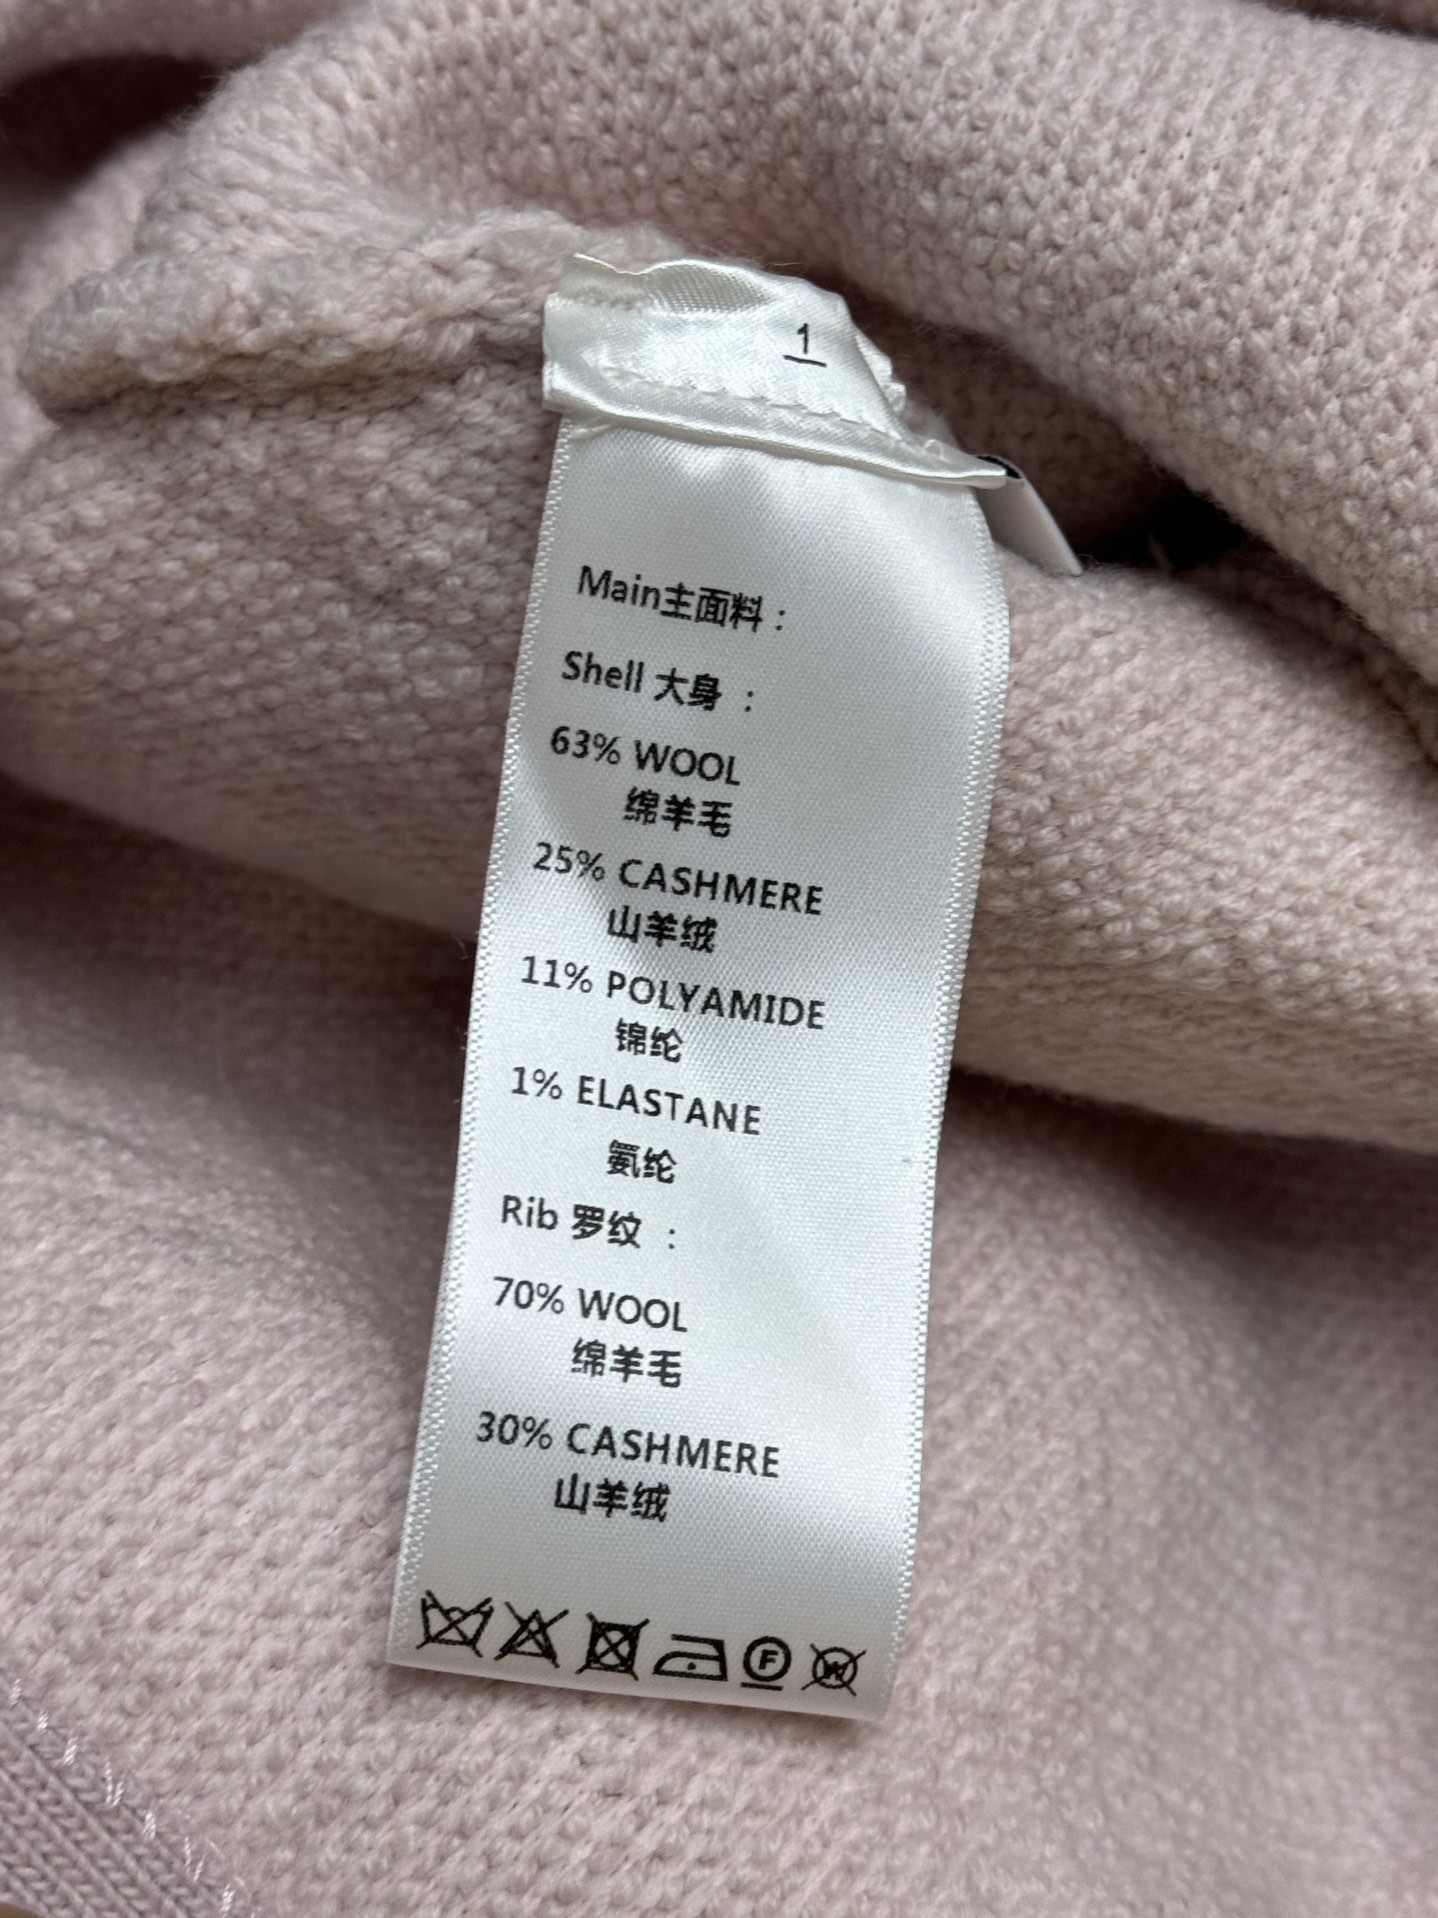 1
Main主面料：
Shell 大身 ：
63% WOOL
绵羊毛
25% CASHMERE
山羊绒
11% POLYAMIDE
锦纶
1% ELASTANE
氨纶
Rib 罗纹 ：
70% WOOL
绵羊毛
30% CASHMERE
山羊绒
F W